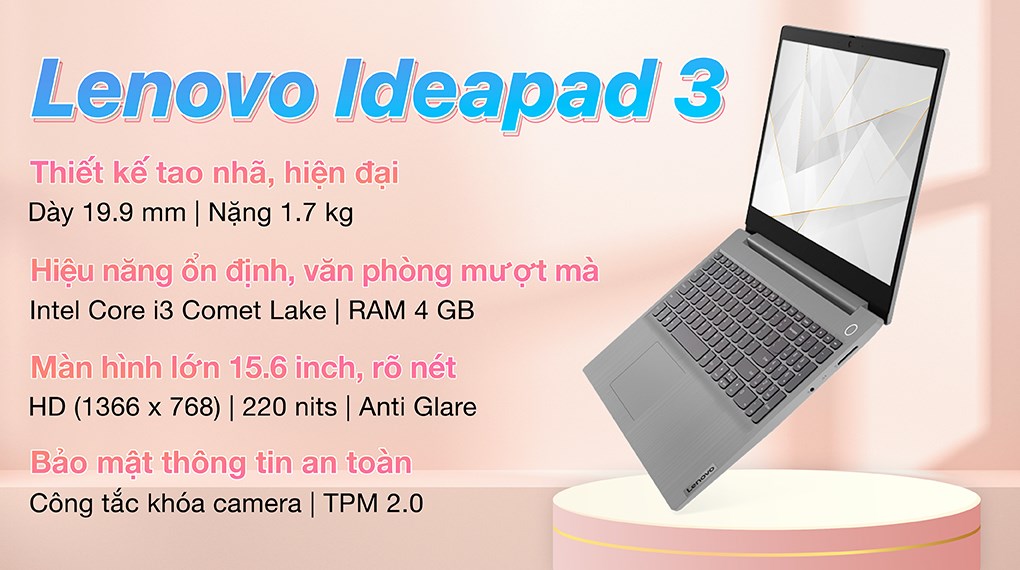 Lenovo Ideapad 3
Thiết kế tao nhã, hiện đại
Dày 19.9 mm | Nặng 1.7 kg
Hiệu năng ổn định, văn phòng mượt mà
Intel Core i3 Comet Lake | RAM 4 GB
Màn hình lớn 15.6 inch, rõ nét
HD (1366 x 768) | 220 nits | Anti Glare
Bảo mật thông tin an toàn
Công tắc khóa camera | TPM 2.0
Lenovo